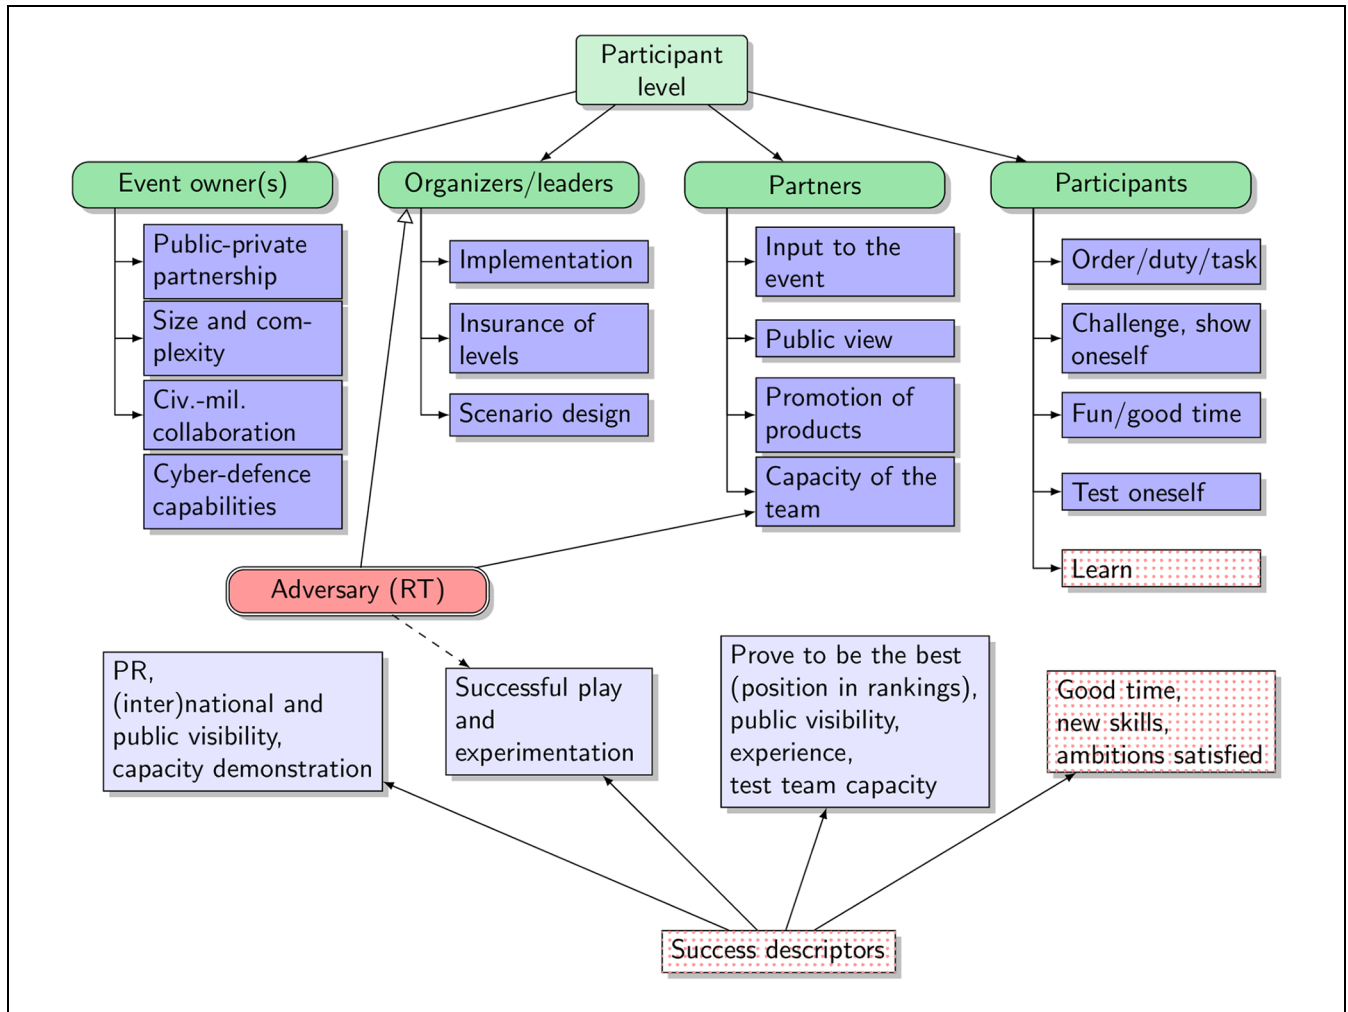 Participant
level
Event owner(s)
Organizers/leaders
Partners
Participants
Public-private
partnership
Size and com-
plexity
Civ.-mil.
collaboration
Cyber-defence
capabilities
Implementation
Insurance of
levels
Scenario design
Input to the
event
Public view
Promotion of
products
Capacity of the
team
Order/duty/task
Challenge, show
oneself
Fun/good time
Test oneself
Learn
Adversary (RT)
PR,
(inter)national and
public visibility,
capacity demonstration
Successful play
and
experimentation
Prove to be the best
(position in rankings),
public visibility,
experience,
test team capacity
Good time,
new skills,
ambitions satisfied
Success descriptors